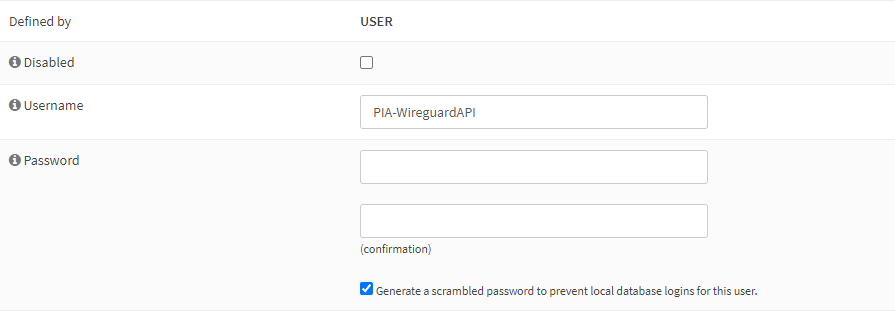 Defined by USER
Disabled
Username PIA-WireguardAPI
Password
(confirmation)
Generate a scrambled password to prevent local database logins for this user.